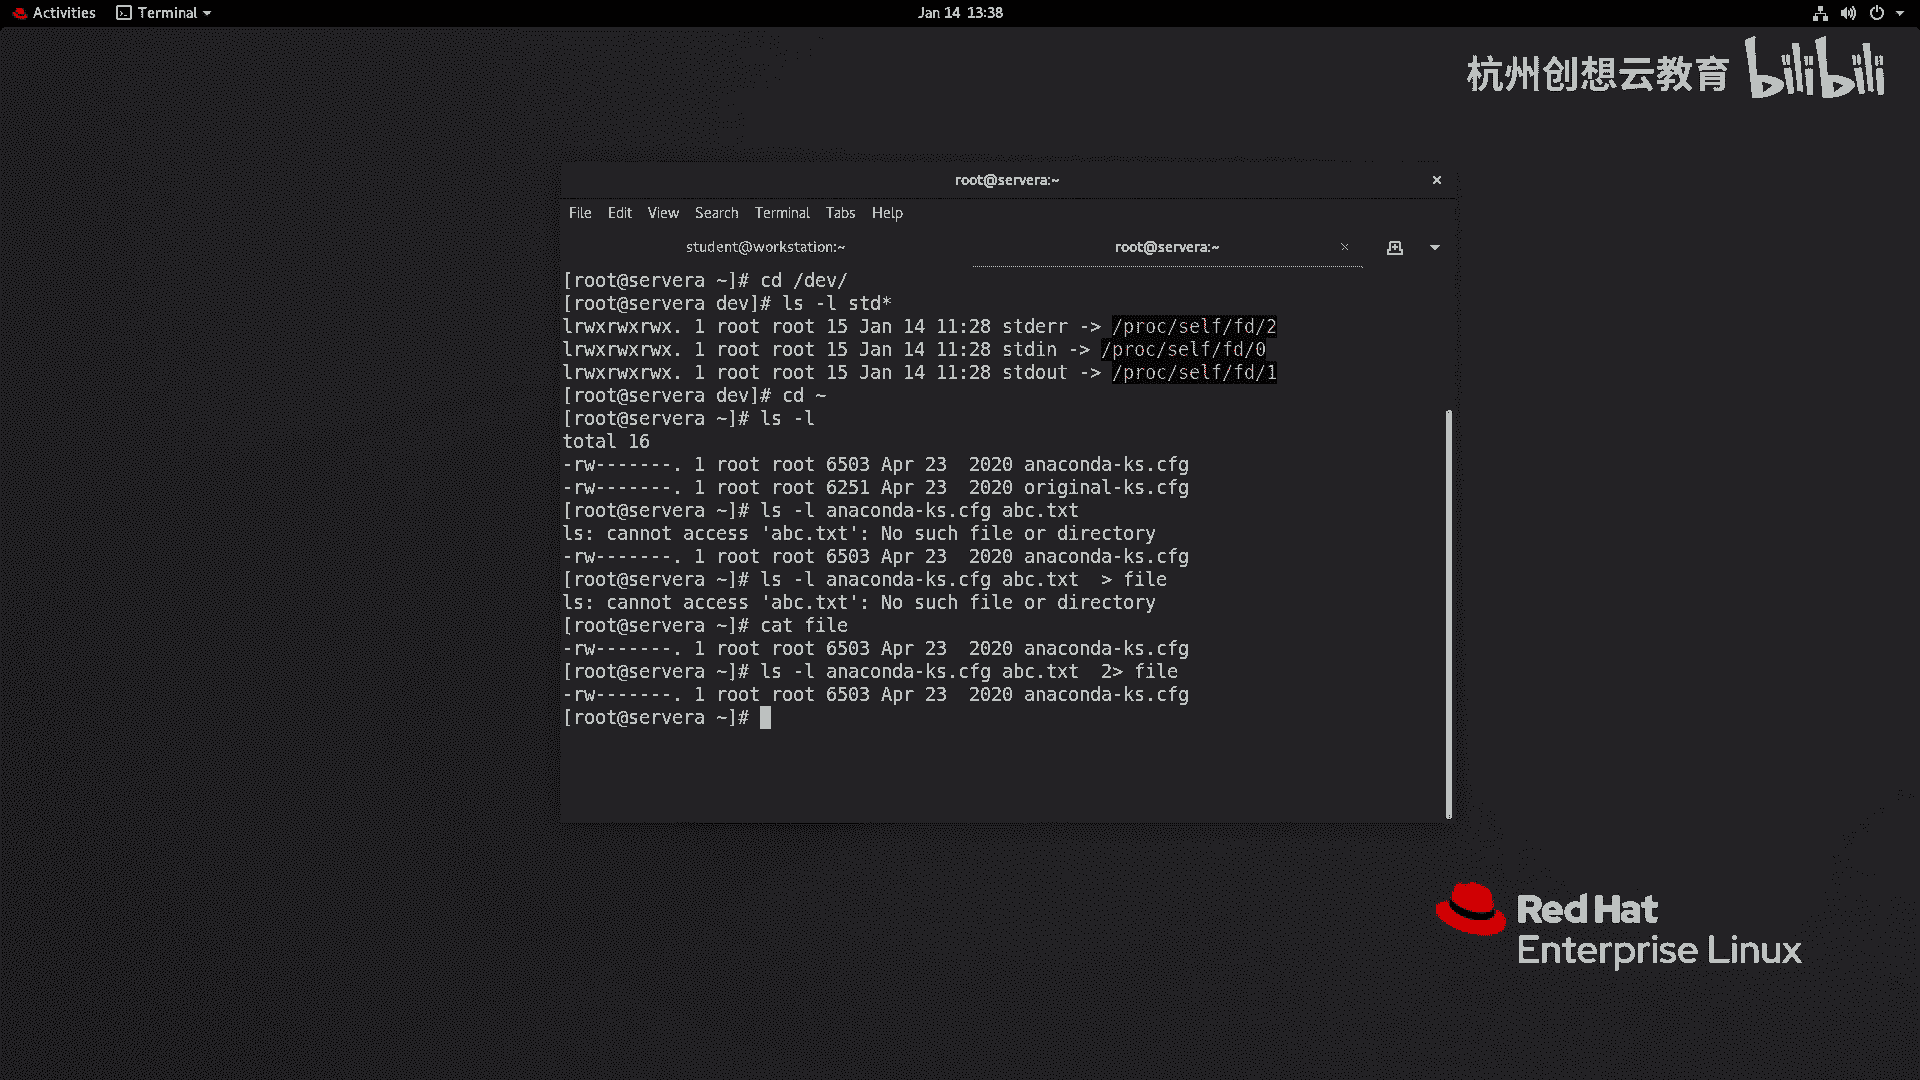 Activities Terminal Jan 14 13:38
杭州创想云教育 bilibili
root@servera:~
File Edit View Search Terminal Tabs Help
student@workstation:~ root@servera:~
[root@servera ~]# cd /dev/
[root@servera dev]# ls -l std*
lrwxrwxrwx. 1 root root 15 Jan 14 11:28 stderr -> /proc/self/fd/2
lrwxrwxrwx. 1 root root 15 Jan 14 11:28 stdin -> /proc/self/fd/0
lrwxrwxrwx. 1 root root 15 Jan 14 11:28 stdout -> /proc/self/fd/1
[root@servera dev]# cd ~
[root@servera ~]# ls -l
total 16
-rw-------. 1 root root 6503 Apr 23  2020 anaconda-ks.cfg
-rw-------. 1 root root 6251 Apr 23  2020 original-ks.cfg
[root@servera ~]# ls -l anaconda-ks.cfg abc.txt
ls: cannot access 'abc.txt': No such file or directory
-rw-------. 1 root root 6503 Apr 23  2020 anaconda-ks.cfg
[root@servera ~]# ls -l anaconda-ks.cfg abc.txt  > file
ls: cannot access 'abc.txt': No such file or directory
[root@servera ~]# cat file
-rw-------. 1 root root 6503 Apr 23  2020 anaconda-ks.cfg
[root@servera ~]# ls -l anaconda-ks.cfg abc.txt  2> file
-rw-------. 1 root root 6503 Apr 23  2020 anaconda-ks.cfg
[root@servera ~]#
Red Hat
Enterprise Linux